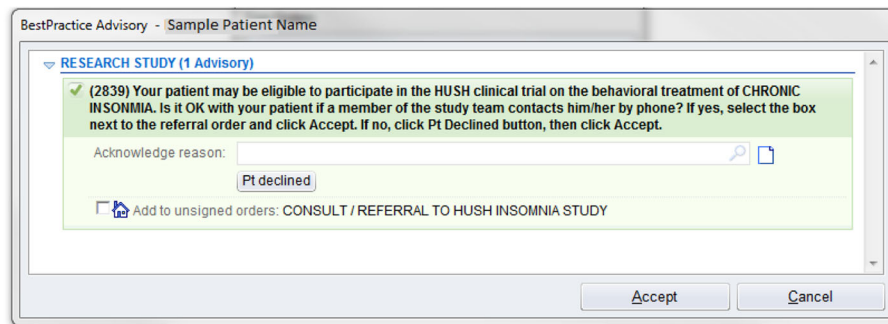 BestPractice Advisory - Sample Patient Name
RESEARCH STUDY (1 Advisory)
(2839) Your patient may be eligible to participate in the HUSH clinical trial on the behavioral treatment of CHRONIC
INSONMIA. Is it OK with your patient if a member of the study team contacts him/her by phone? If yes, select the box
next to the referral order and click Accept. If no, click Pt Declined button, then click Accept.
Acknowledge reason:
Pt declined
Add to unsigned orders: CONSULT / REFERRAL TO HUSH INSOMNIA STUDY
Accept Cancel